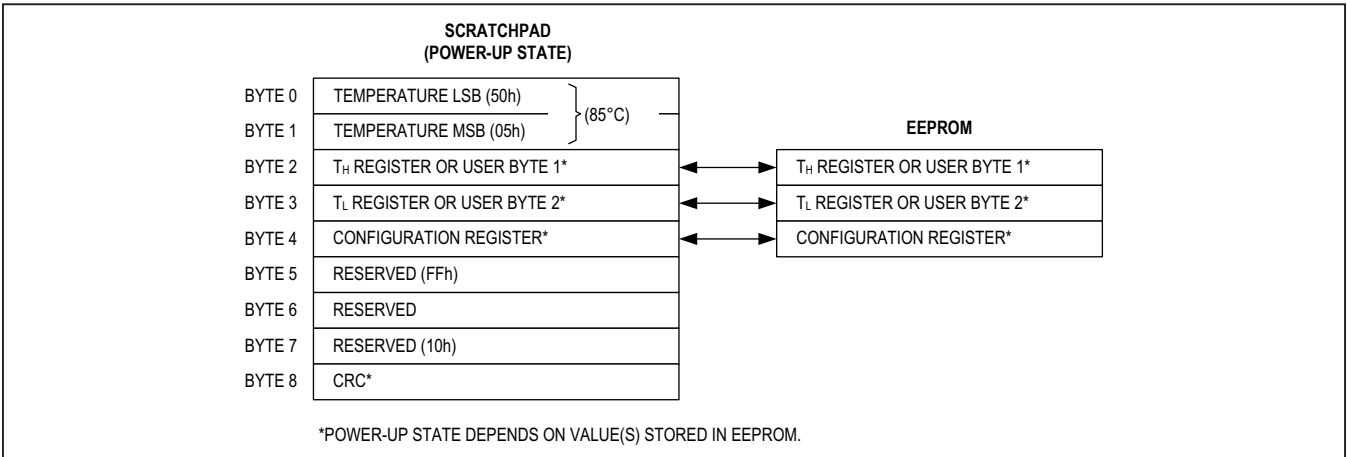 SCRATCHPAD
(POWER-UP STATE)
BYTE 0 TEMPERATURE LSB (50h)
(85°C)
BYTE 1 TEMPERATURE MSB (05h)
EEPROM
BYTE 2 TH REGISTER OR USER BYTE 1* TH REGISTER OR USER BYTE 1*
BYTE 3 TL REGISTER OR USER BYTE 2* TL REGISTER OR USER BYTE 2*
BYTE 4 CONFIGURATION REGISTER* CONFIGURATION REGISTER*
BYTE 5 RESERVED (FFh)
BYTE 6 RESERVED
BYTE 7 RESERVED (10h)
BYTE 8 CRC*
*POWER-UP STATE DEPENDS ON VALUE(S) STORED IN EEPROM.